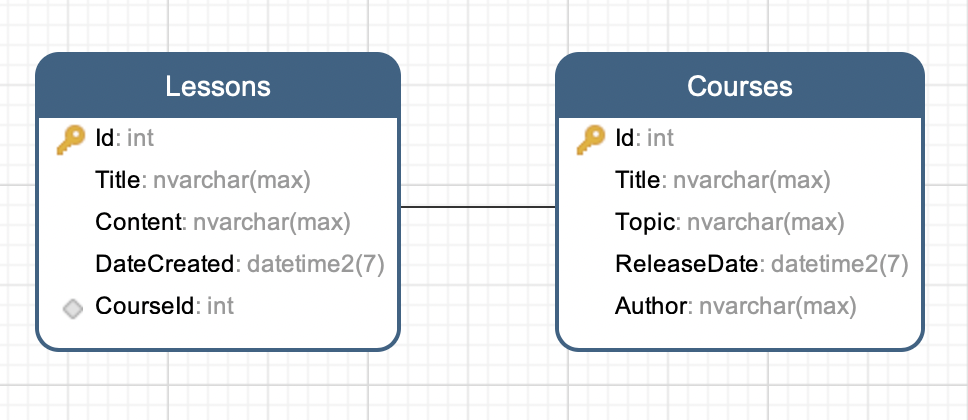 Lessons
Id: int
Title: nvarchar(max)
Content: nvarchar(max)
DateCreated: datetime2(7)
CourseId: int
Courses
Id: int
Title: nvarchar(max)
Topic: nvarchar(max)
ReleaseDate: datetime2(7)
Author: nvarchar(max)